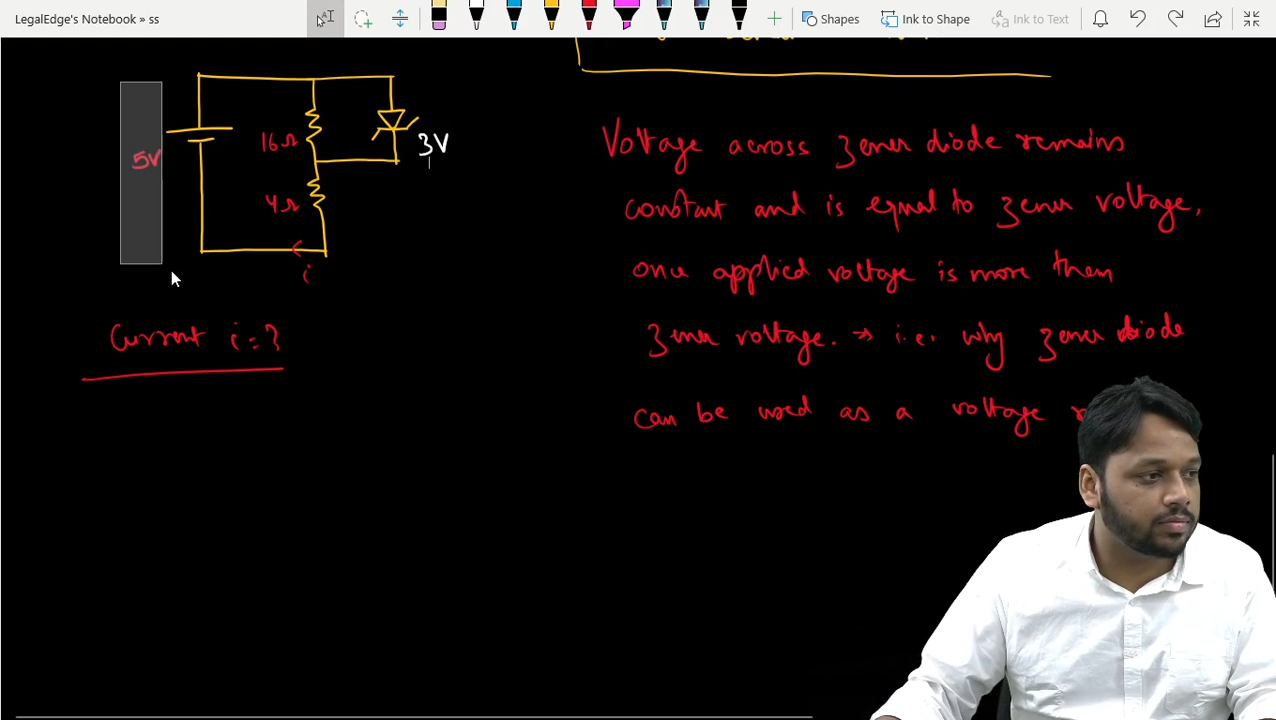 LegalEdge's Notebook » ss
Shapes
Ink to Shape
Ink to Text
5V
16Ω
3V
4Ω
i
Current i = ?
Voltage across zener diode remains
constant and is equal to zener voltage,
once applied voltage is more them
zener voltage. → i.e. why zener diode
can be used as a voltage